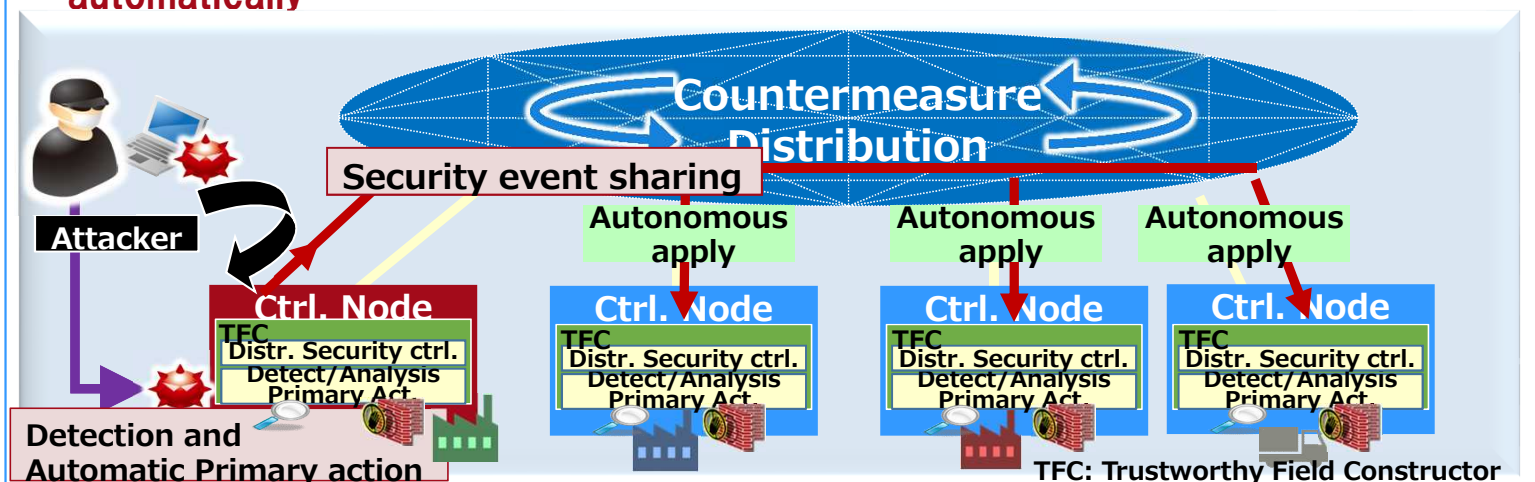 automatically
Countermeasure
Distribution
Security event sharing
Attacker
Autonomous
apply
Autonomous
apply
Autonomous
apply
Ctrl. Node
TFC
Distr. Security ctrl.
Detect/Analysis
Primary Act.
Ctrl. Node
TFC
Distr. Security ctrl.
Detect/Analysis
Primary Act.
Ctrl. Node
TFC
Distr. Security ctrl.
Detect/Analysis
Primary Act.
Ctrl. Node
TFC
Distr. Security ctrl.
Detect/Analysis
Primary Act.
Detection and
Automatic Primary action
TFC: Trustworthy Field Constructor